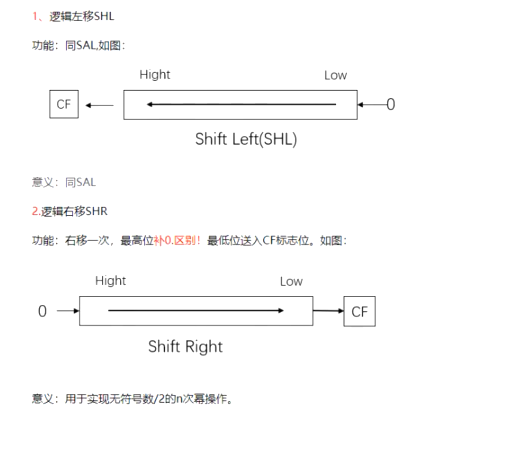 1、逻辑左移SHL
功能：同SAL,如图：
Hight Low
CF 0
Shift Left(SHL)
意义：同SAL
2.逻辑右移SHR
功能：右移一次，最高位补0.区别！最低位送入CF标志位。如图：
Hight Low
0 CF
Shift Right
意义：用于实现无符号数/2的n次幂操作。